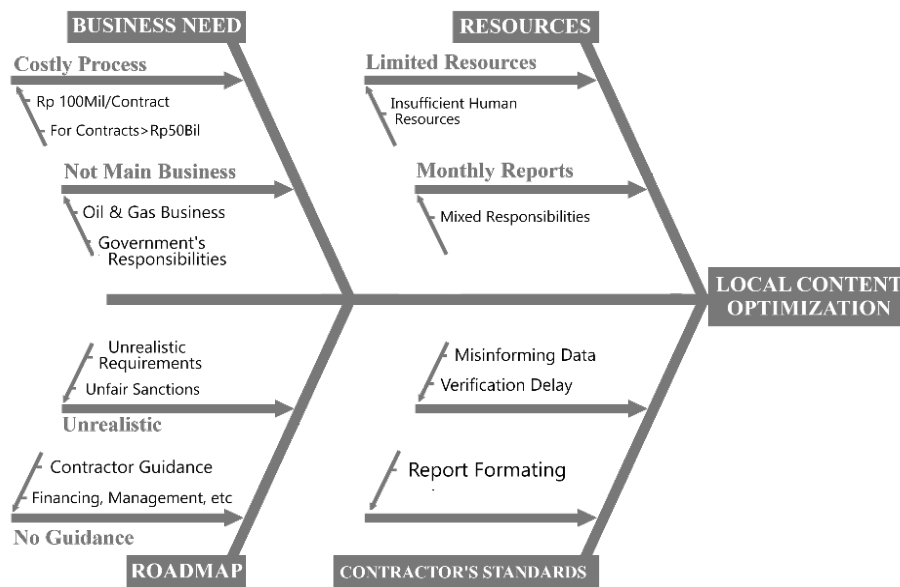 BUSINESS NEED
RESOURCES
Costly Process
Rp 100Mil/Contract
For Contracts>Rp50Bil
Not Main Business
Oil & Gas Business
Government's
Responsibilities
Limited Resources
Insufficient Human
Resources
Monthly Reports
Mixed Responsibilities
LOCAL CONTENT
OPTIMIZATION
Unrealistic
Requirements
Unfair Sanctions
Unrealistic
Contractor Guidance
Financing, Management, etc
No Guidance
Misinforming Data
Verification Delay
Report Formating
ROADMAP
CONTRACTOR'S STANDARDS